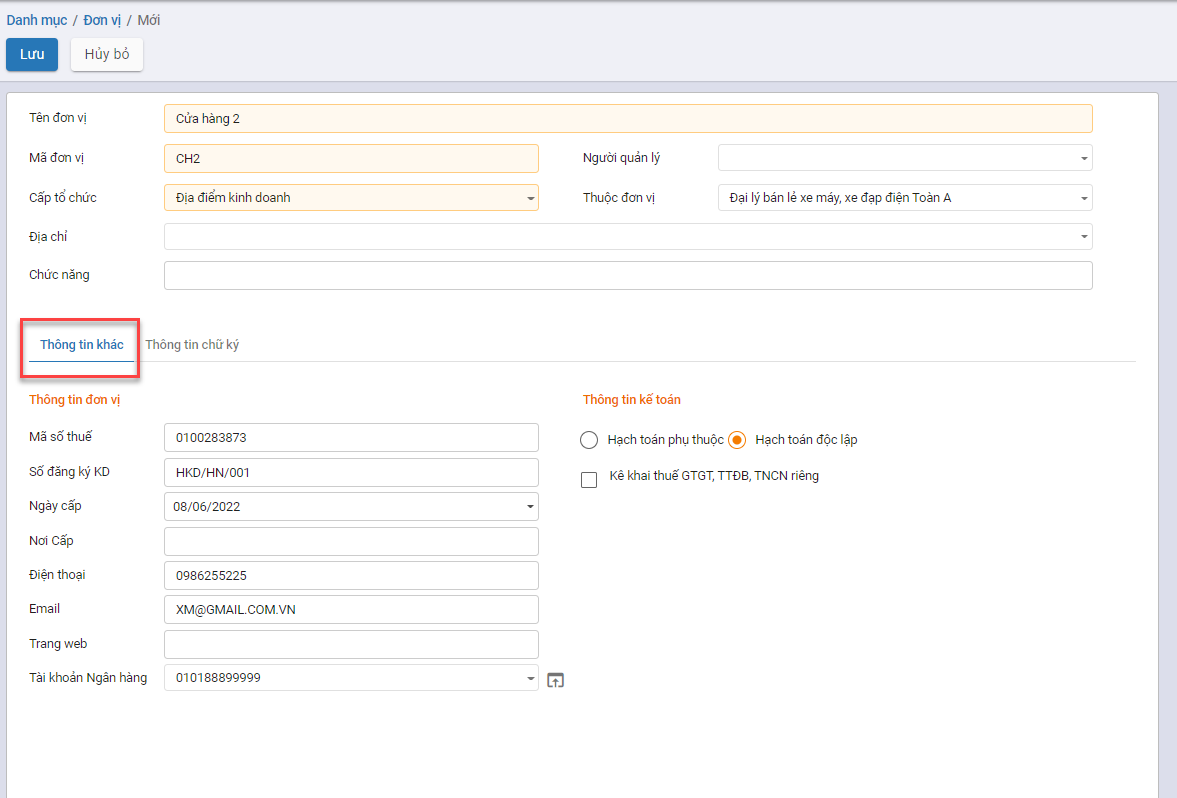 Danh mục / Đơn vị / Mới
Lưu Hủy bỏ
Tên đơn vị Cửa hàng 2
Mã đơn vị CH2 Người quản lý
Cấp tổ chức Địa điểm kinh doanh Thuộc đơn vị Đại lý bán lẻ xe máy, xe đạp điện Toàn A
Địa chỉ
Chức năng
Thông tin khác Thông tin chữ ký
Thông tin đơn vị Thông tin kế toán
Mã số thuế 0100283873 Hạch toán phụ thuộc Hạch toán độc lập
Số đăng ký KD HKD/HN/001 Kê khai thuế GTGT, TTĐB, TNCN riêng
Ngày cấp 08/06/2022
Nơi Cấp
Điện thoại 0986255225
Email XM@GMAIL.COM.VN
Trang web
Tài khoản Ngân hàng 010188899999